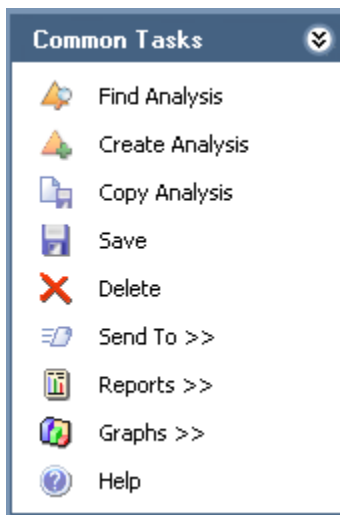 Common Tasks
Find Analysis
Create Analysis
Copy Analysis
Save
Delete
Send To >>
Reports >>
Graphs >>
Help